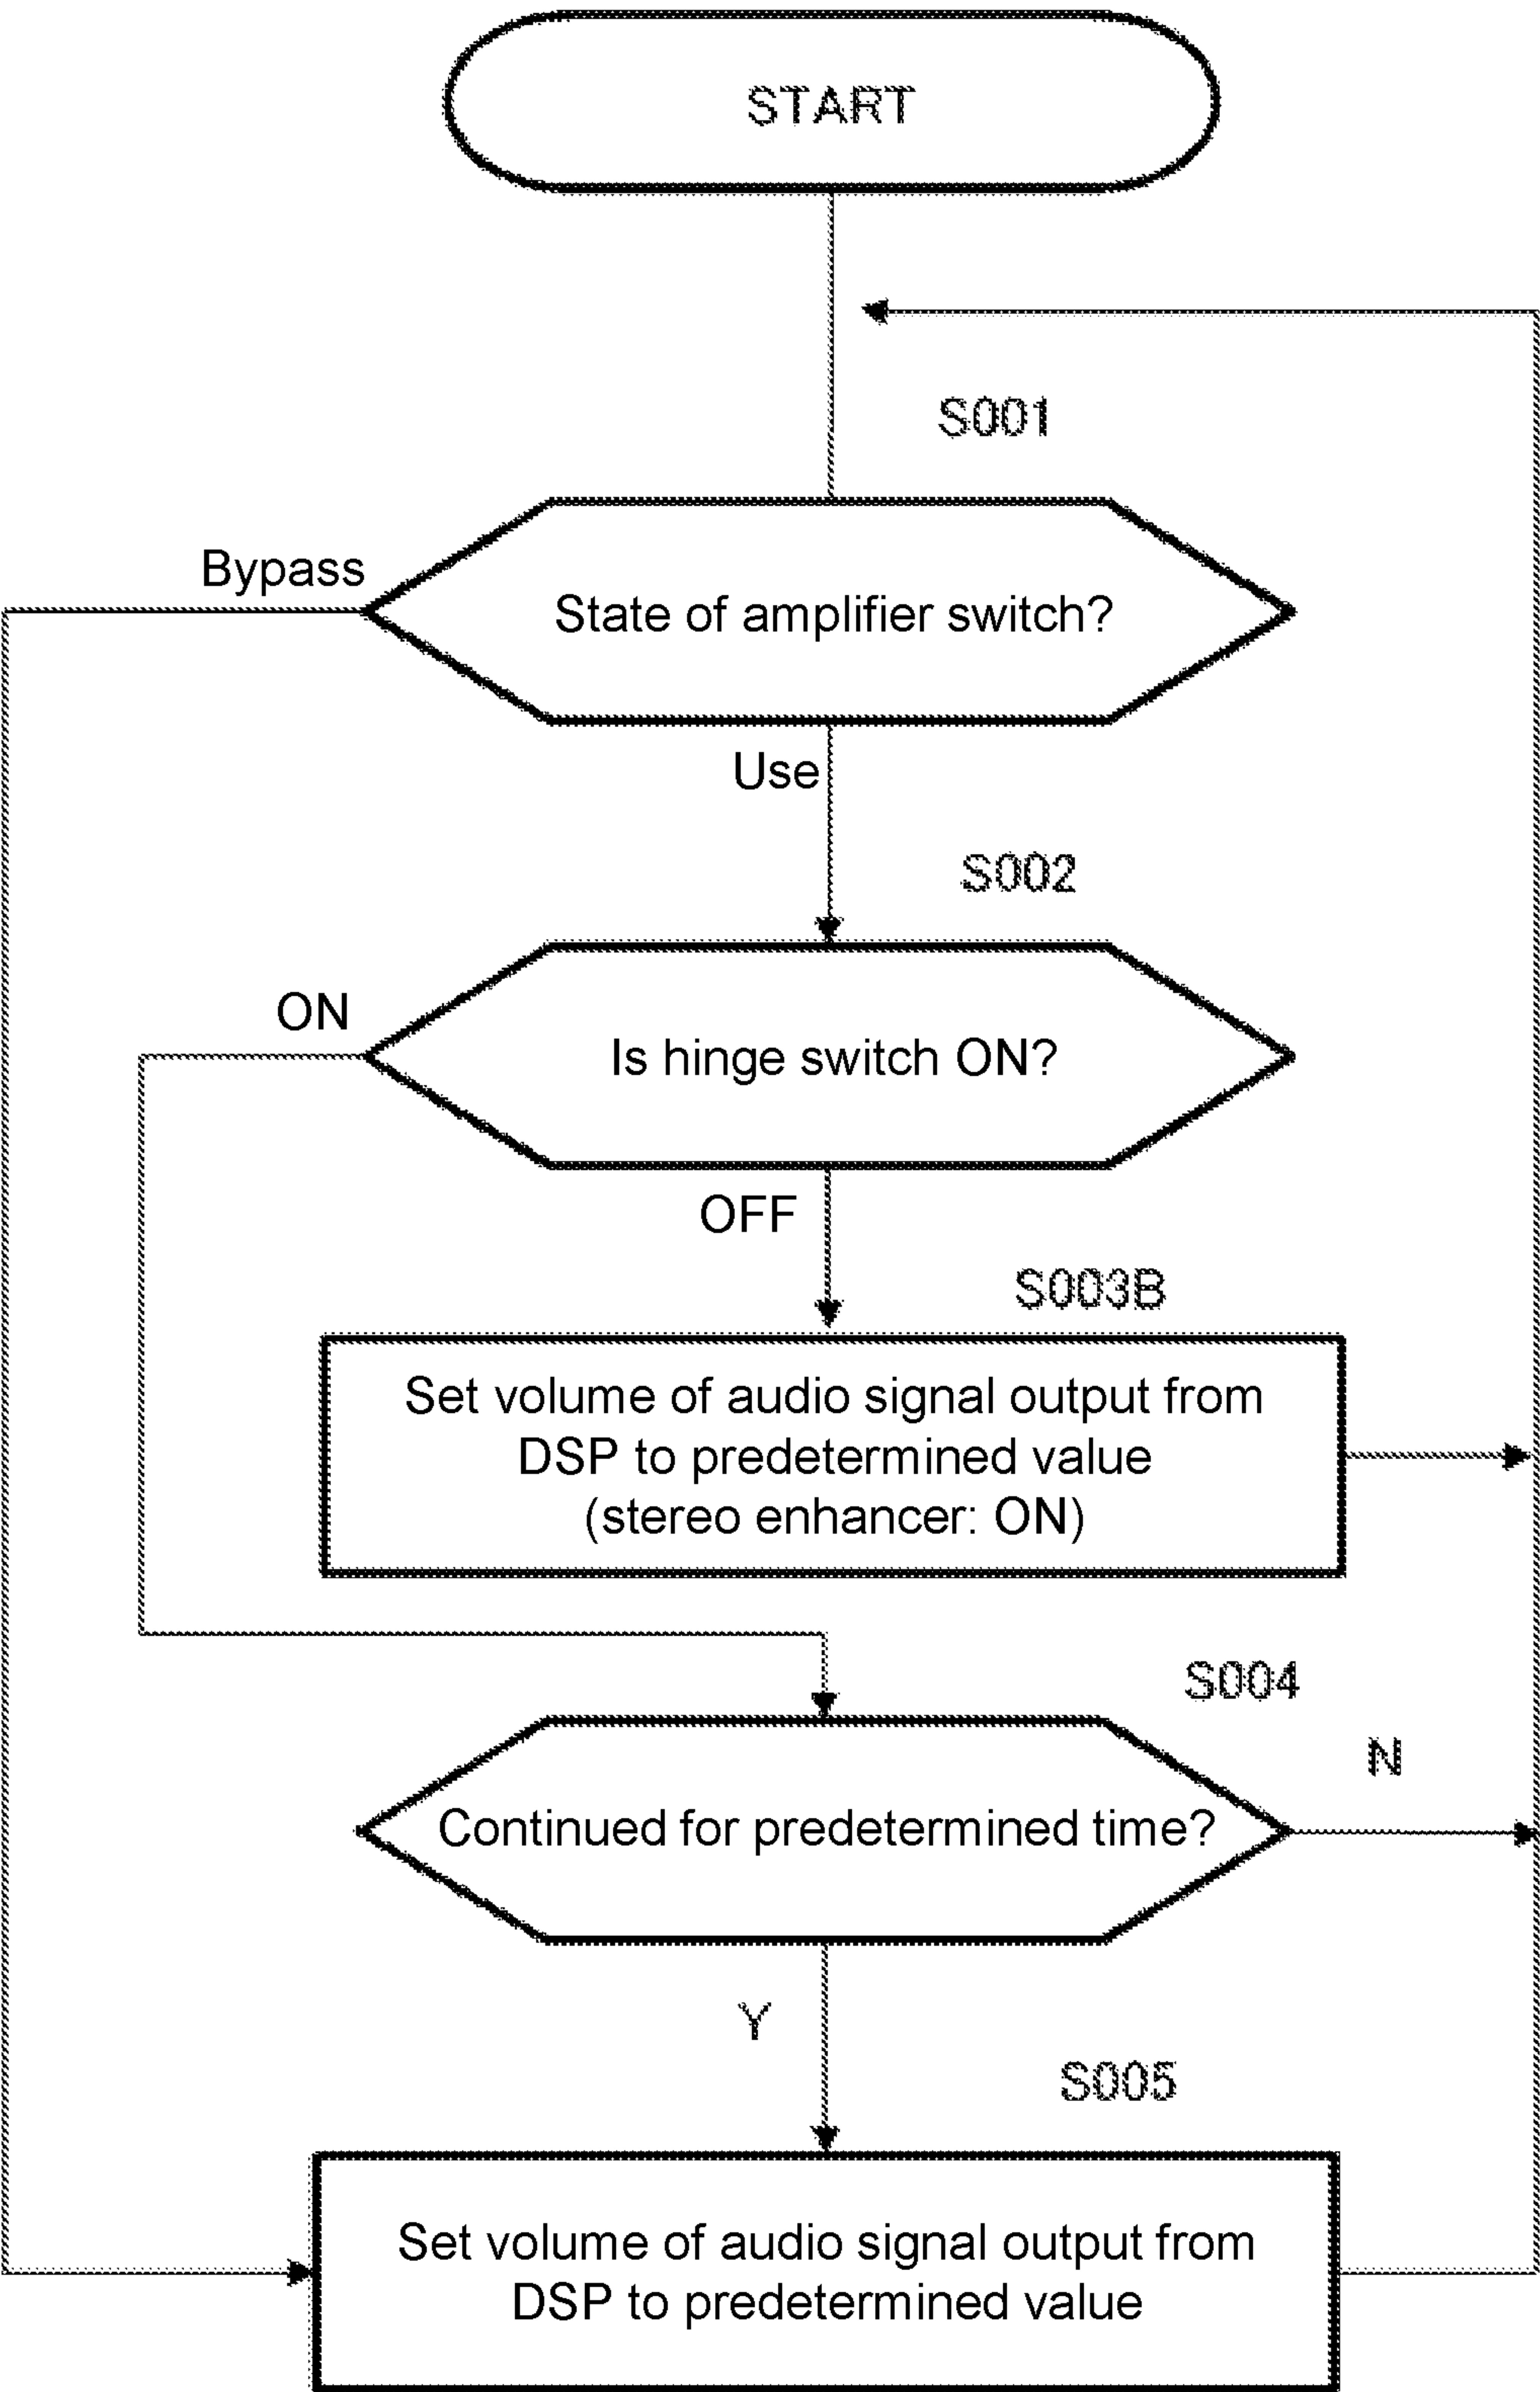 START
S001
Bypass
State of amplifier switch?
Use
S002
ON
Is hinge switch ON?
OFF
S003B
Set volume of audio signal output from
DSP to predetermined value
(stereo enhancer: ON)
S004
N
Continued for predetermined time?
Y
S005
Set volume of audio signal output from
DSP to predetermined value